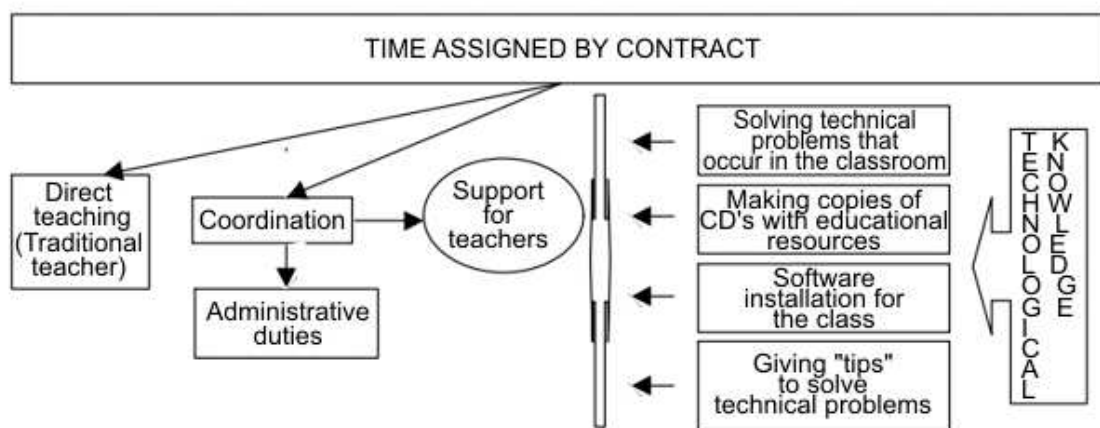 TIME ASSIGNED BY CONTRACT
Direct
teaching
(Traditional
teacher)
Coordination
Administrative
duties
Support
for
teachers
Solving technical
problems that
occur in the classroom
Making copies of
CD's with educational
resources
Software
installation for
the class
Giving "tips"
to solve
technical problems
TECHNOLOGICAL
KNOWLEDGE